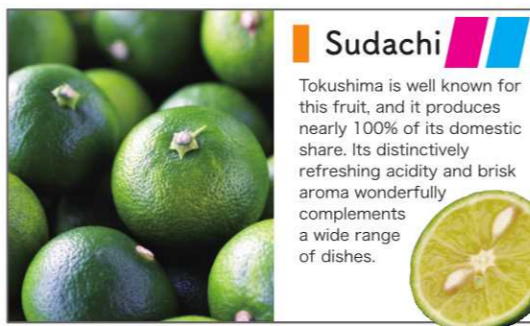 Sudachi
Tokushima is well known for
this fruit, and it produces
nearly 100% of its domestic
share. Its distinctively
refreshing acidity and brisk
aroma wonderfully
complements
a wide range
of dishes.